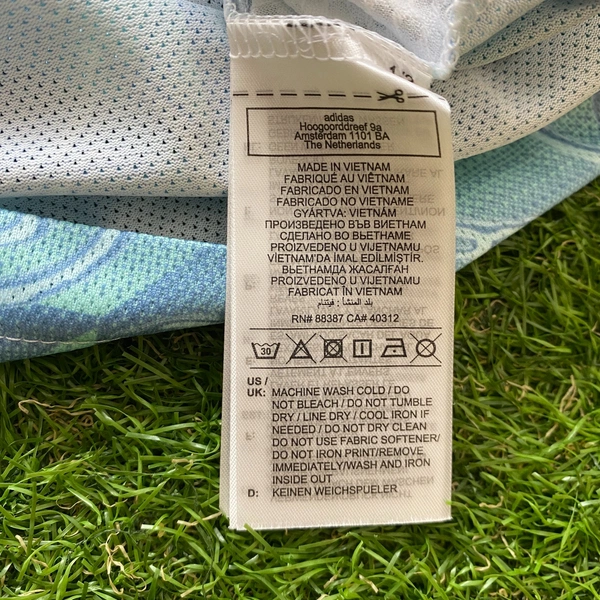 adidas
Hoogoorddreef 9a
Amsterdam 1101 BA
The Netherlands
MADE IN VIETNAM
FABRIQUÉ AU VIÊTNAM
FABRICADO EN VIETNAM
FABRICADO NO VIETNAME
GYÁRTVA: VIETNÁM
ПРОИЗВЕДЕНО ВЪВ ВИЕТНАМ
СДЕЛАНО ВО ВЬЕТНАМЕ
PROIZVEDENO U VIJETNAMU
VİETNAM'DA İMAL EDİLMİŞTİR.
ВЬЕТНАМДА ЖАСАЛҒАН
PROIZVEDENO U VIJETNAMU
FABRICAT ÎN VIETNAM
بلد المنشأ : فيتنام
RN# 88387 CA# 40312
30
US /
UK: MACHINE WASH COLD / DO
NOT BLEACH / DO NOT TUMBLE
DRY / LINE DRY / COOL IRON IF
NEEDED / DO NOT DRY CLEAN
DO NOT USE FABRIC SOFTENER/
DO NOT IRON PRINT/REMOVE
IMMEDIATELY/WASH AND IRON
INSIDE OUT
D: KEINEN WEICHSPUELER